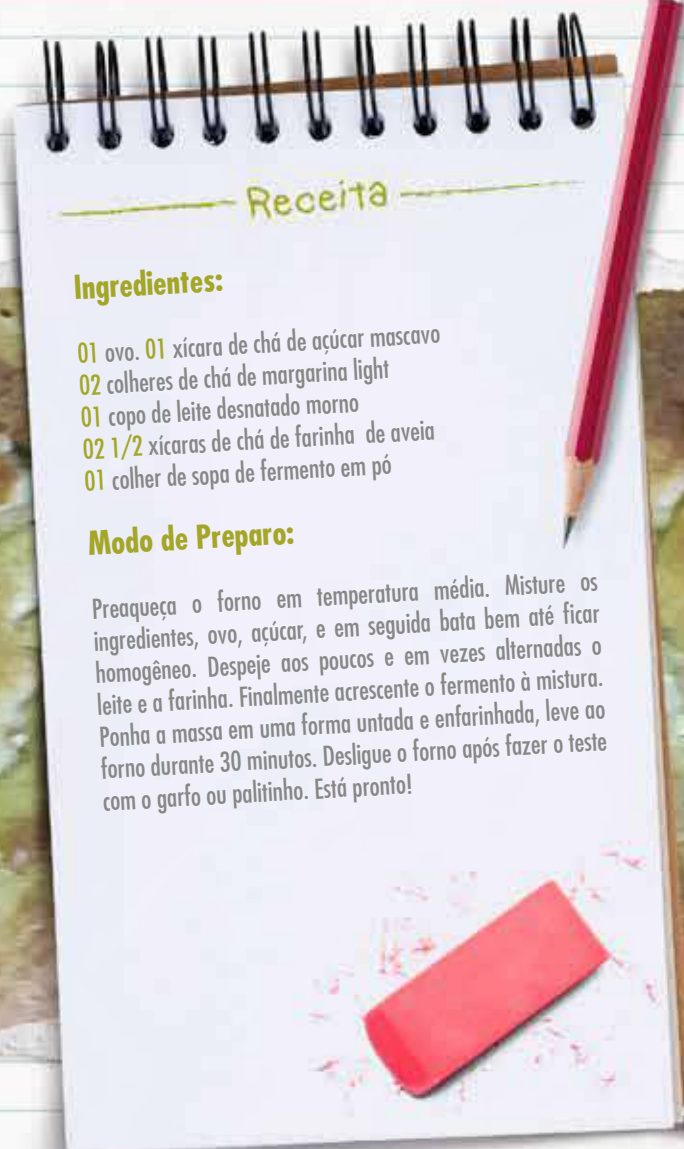 Receita
Ingredientes:
01 ovo. 01 xícara de chá de açúcar mascavo
02 colheres de chá de margarina light
01 copo de leite desnatado morno
02 1/2 xícaras de chá de farinha de aveia
01 colher de sopa de fermento em pó
Modo de Preparo:
Preaqueça o forno em temperatura média. Misture os
ingredientes, ovo, açúcar, e em seguida bata bem até ficar
homogêneo. Despeje aos poucos e em vezes alternadas o
leite e a farinha. Finalmente acrescente o fermento à mistura.
Ponha a massa em uma forma untada e enfarinhada, leve ao
forno durante 30 minutos. Desligue o forno após fazer o teste
com o garfo ou palitinho. Está pronto!